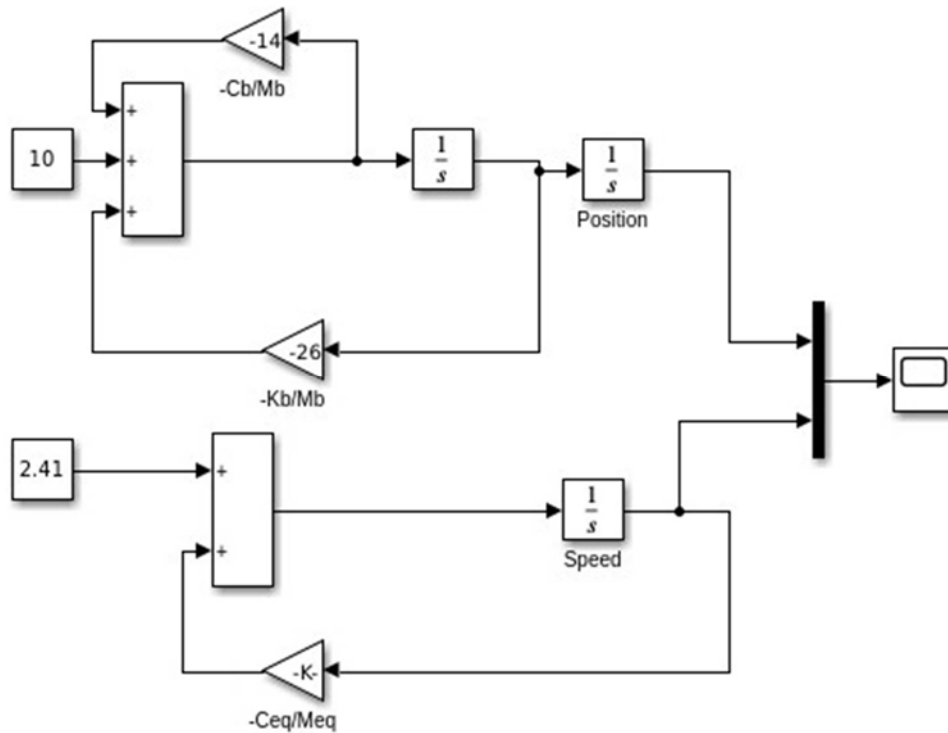 -14
-Cb/Mb
+
10
+
1
s
1
s
+
Position
-26
-Kb/Mb
2.41
+
1
s
+
Speed
-K-
-Ceq/Meq